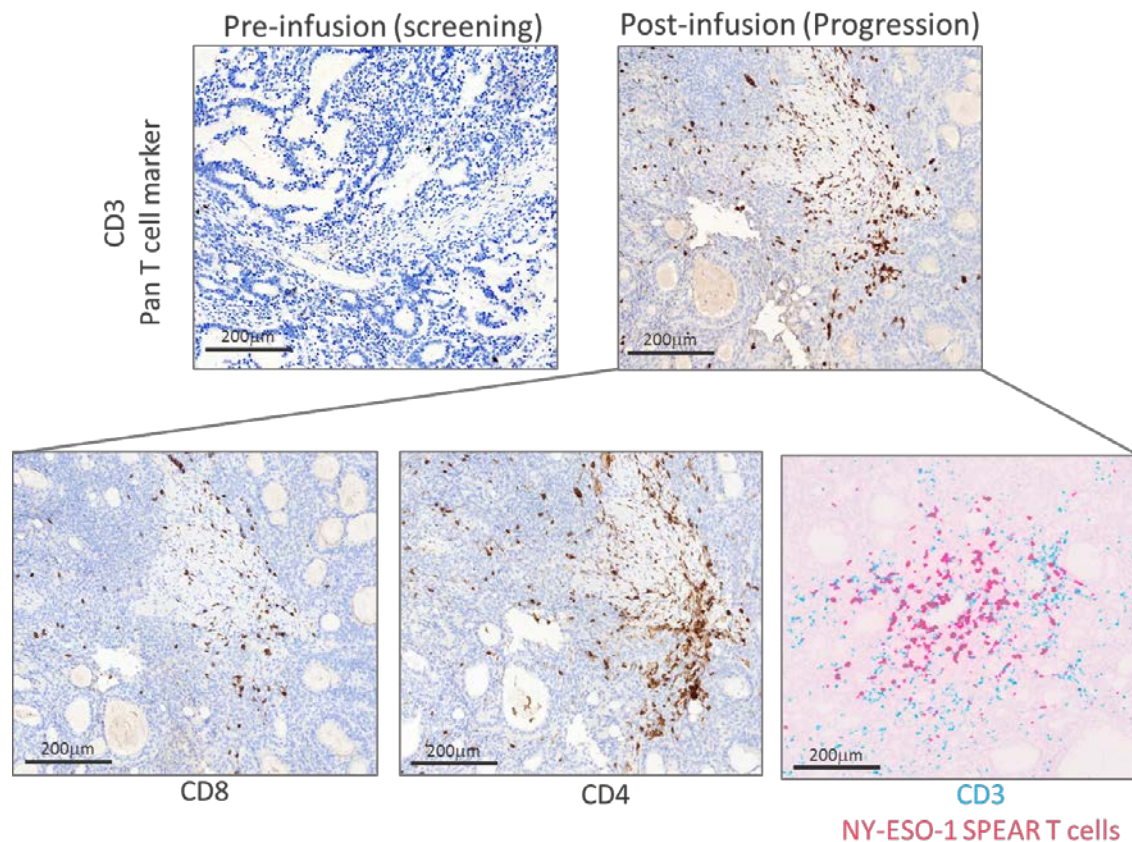 Pre-infusion (screening)
Post-infusion (Progression)
CD3
Pan T cell marker
200µm
200µm
200µm
200µm
200µm
CD8
CD4
CD3
NY-ESO-1 SPEAR T cells